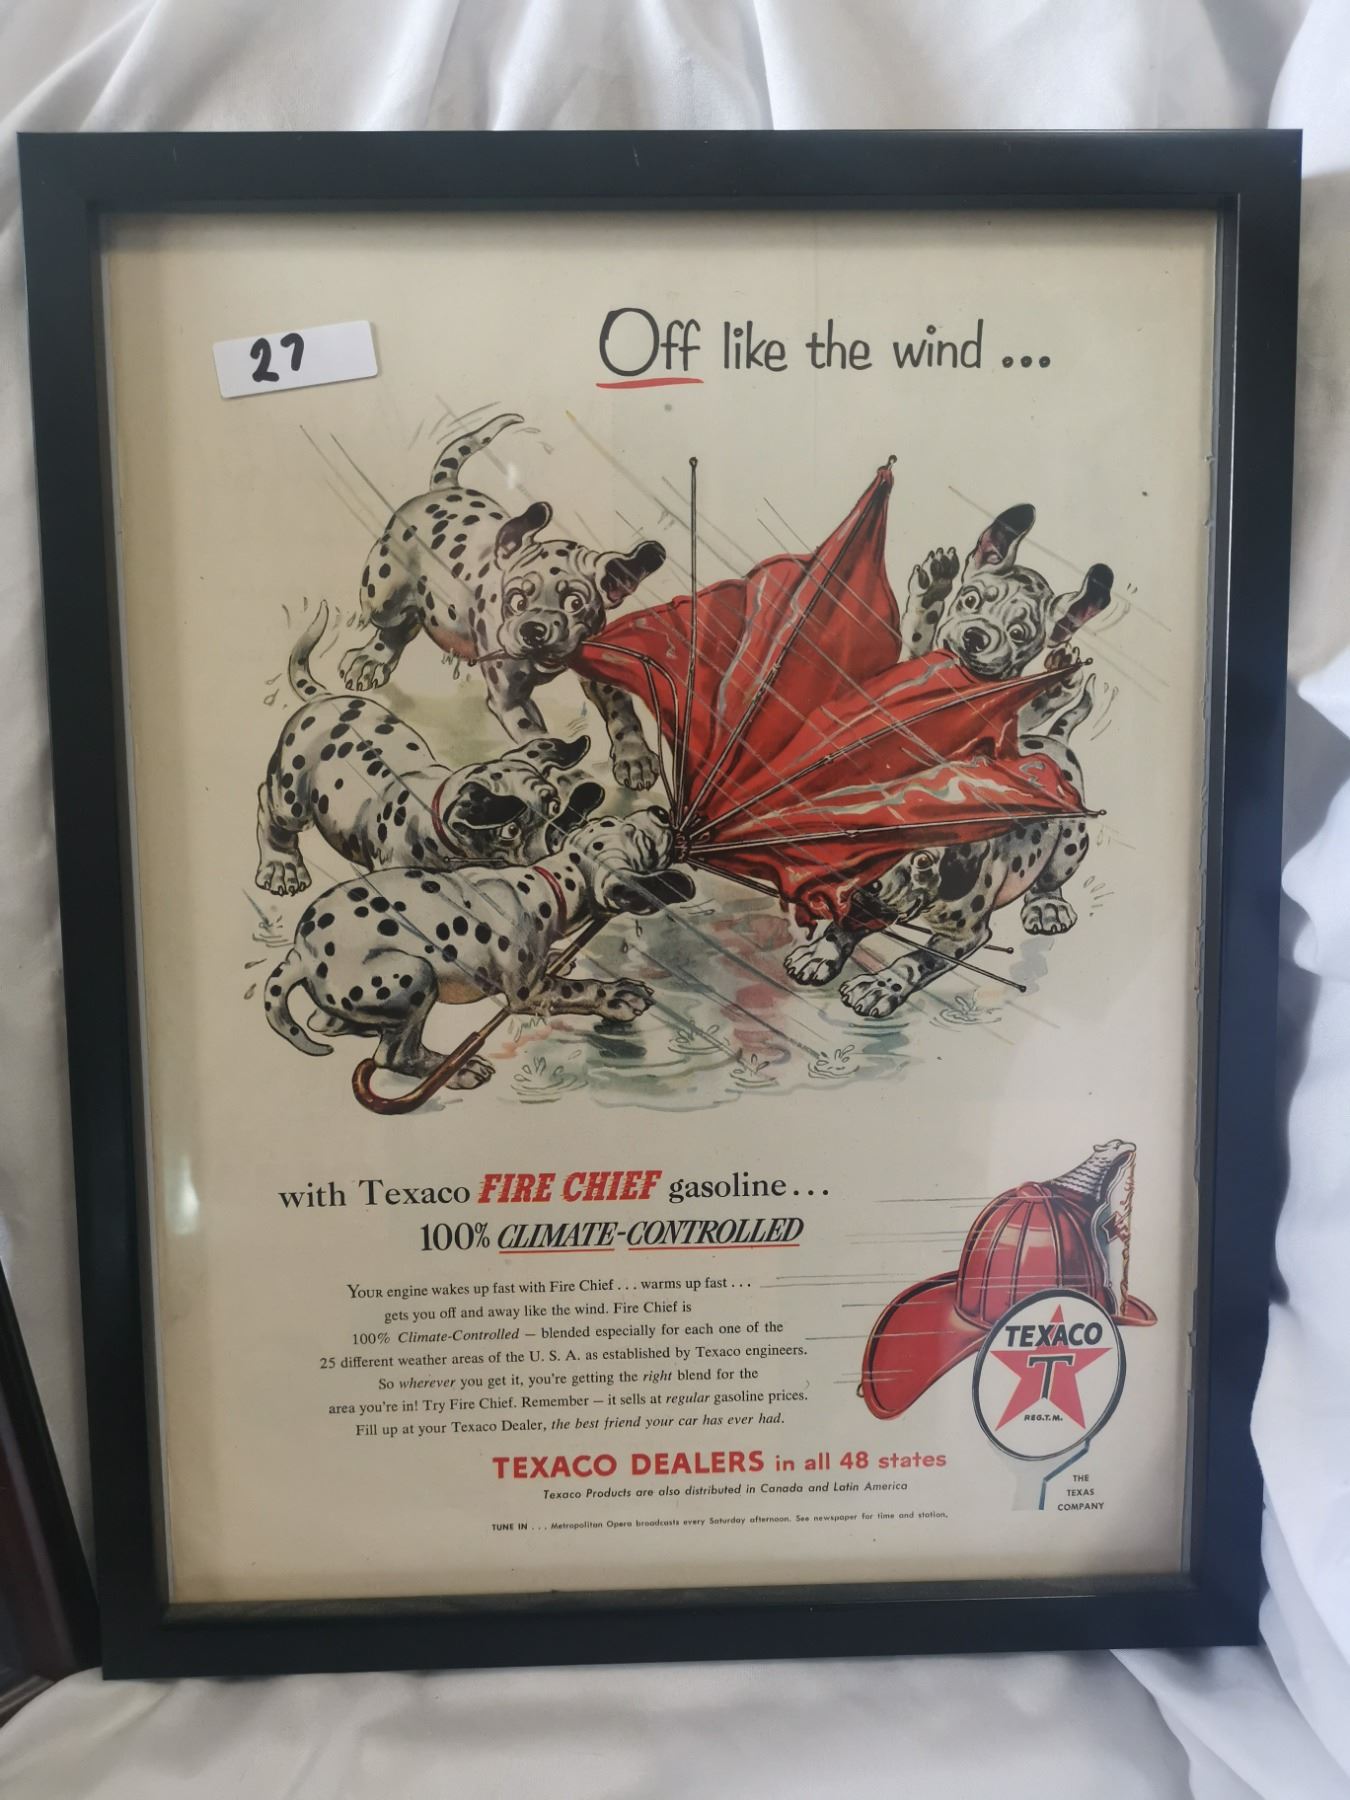 27
Off like the wind ...
with Texaco FIRE CHIEF gasoline...
100% CLIMATE-CONTROLLED
YOUR engine wakes up fast with Fire Chief... warms up fast...
gets you off and away like the wind. Fire Chief is
100% Climate-Controlled — blended especially for each one of the
25 different weather areas of the U. S. A. as established by Texaco engineers.
So wherever you get it, you're getting the right blend for the
area you're in! Try Fire Chief. Remember — it sells at regular gasoline prices.
Fill up at your Texaco Dealer, the best friend your car has ever had.
TEXACO
T
REG.T.M.
TEXACO DEALERS in all 48 states
Texaco Products are also distributed in Canada and Latin America
THE
TEXAS
COMPANY
TUNE IN... Metropolitan Opera broadcasts every Saturday afternoon. See newspaper for time and station.